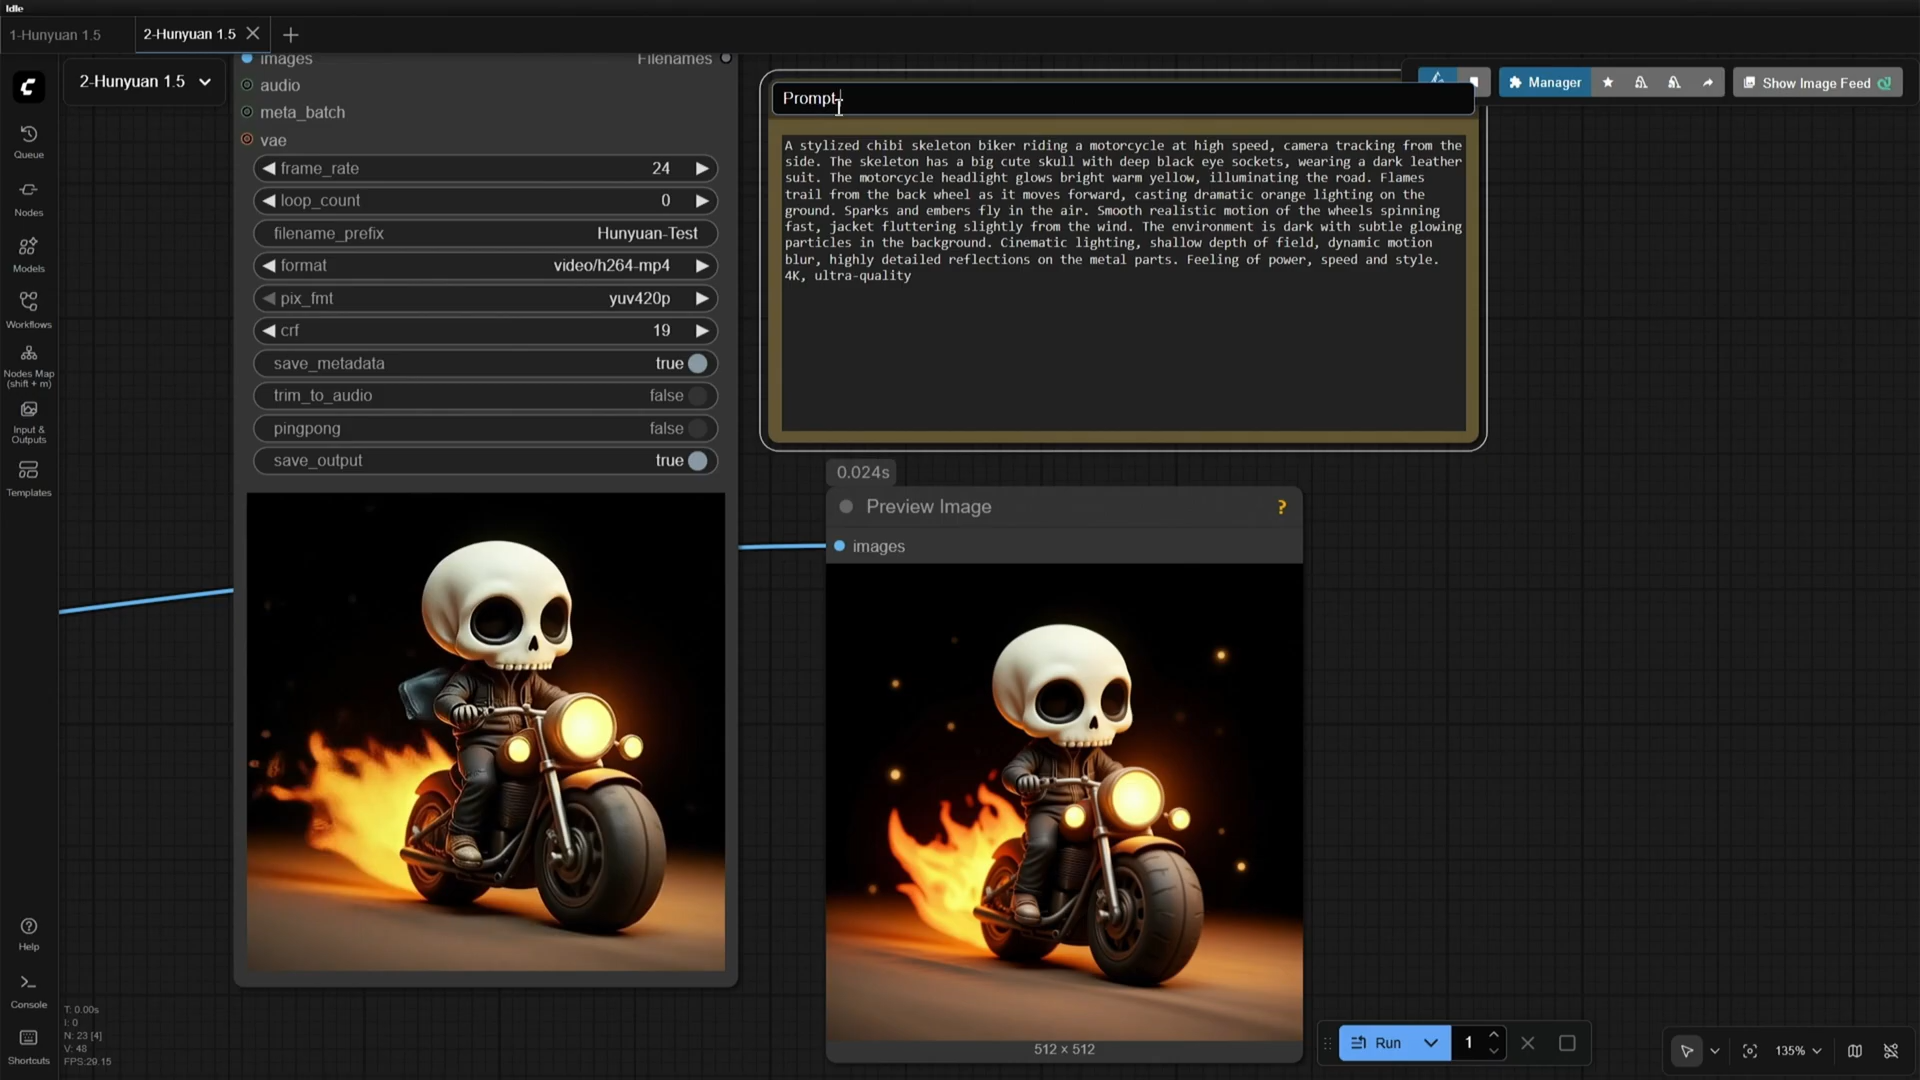 Idle
1-Hunyuan 1.5
2-Hunyuan 1.5
2-Hunyuan 1.5
Queue
Nodes
Models
Workflows
Nodes Map
(shift + m)
Input &
Outputs
Templates
Help
Console
Shortcuts
images
Filenames
audio
meta_batch
vae
frame_rate 24
loop_count 0
filename_prefix Hunyuan-Test
format video/h264-mp4
pix_fmt yuv420p
crf 19
save_metadata true
trim_to_audio false
pingpong false
save_output true
Prompt
A stylized chibi skeleton biker riding a motorcycle at high speed, camera tracking from the
side. The skeleton has a big cute skull with deep black eye sockets, wearing a dark leather
suit. The motorcycle headlight glows bright warm yellow, illuminating the road. Flames
trail from the back wheel as it moves forward, casting dramatic orange lighting on the
ground. Sparks and embers fly in the air. Smooth realistic motion of the wheels spinning
fast, jacket fluttering slightly from the wind. The environment is dark with subtle glowing
particles in the background. Cinematic lighting, shallow depth of field, dynamic motion
blur, highly detailed reflections on the metal parts. Feeling of power, speed and style.
4K, ultra-quality
Manager
Show Image Feed
0.024s
Preview Image ?
images
512 × 512
T: 0.00s
I: 0
N: 23 [4]
V: 48
FPS:29.15
Run
1
135%